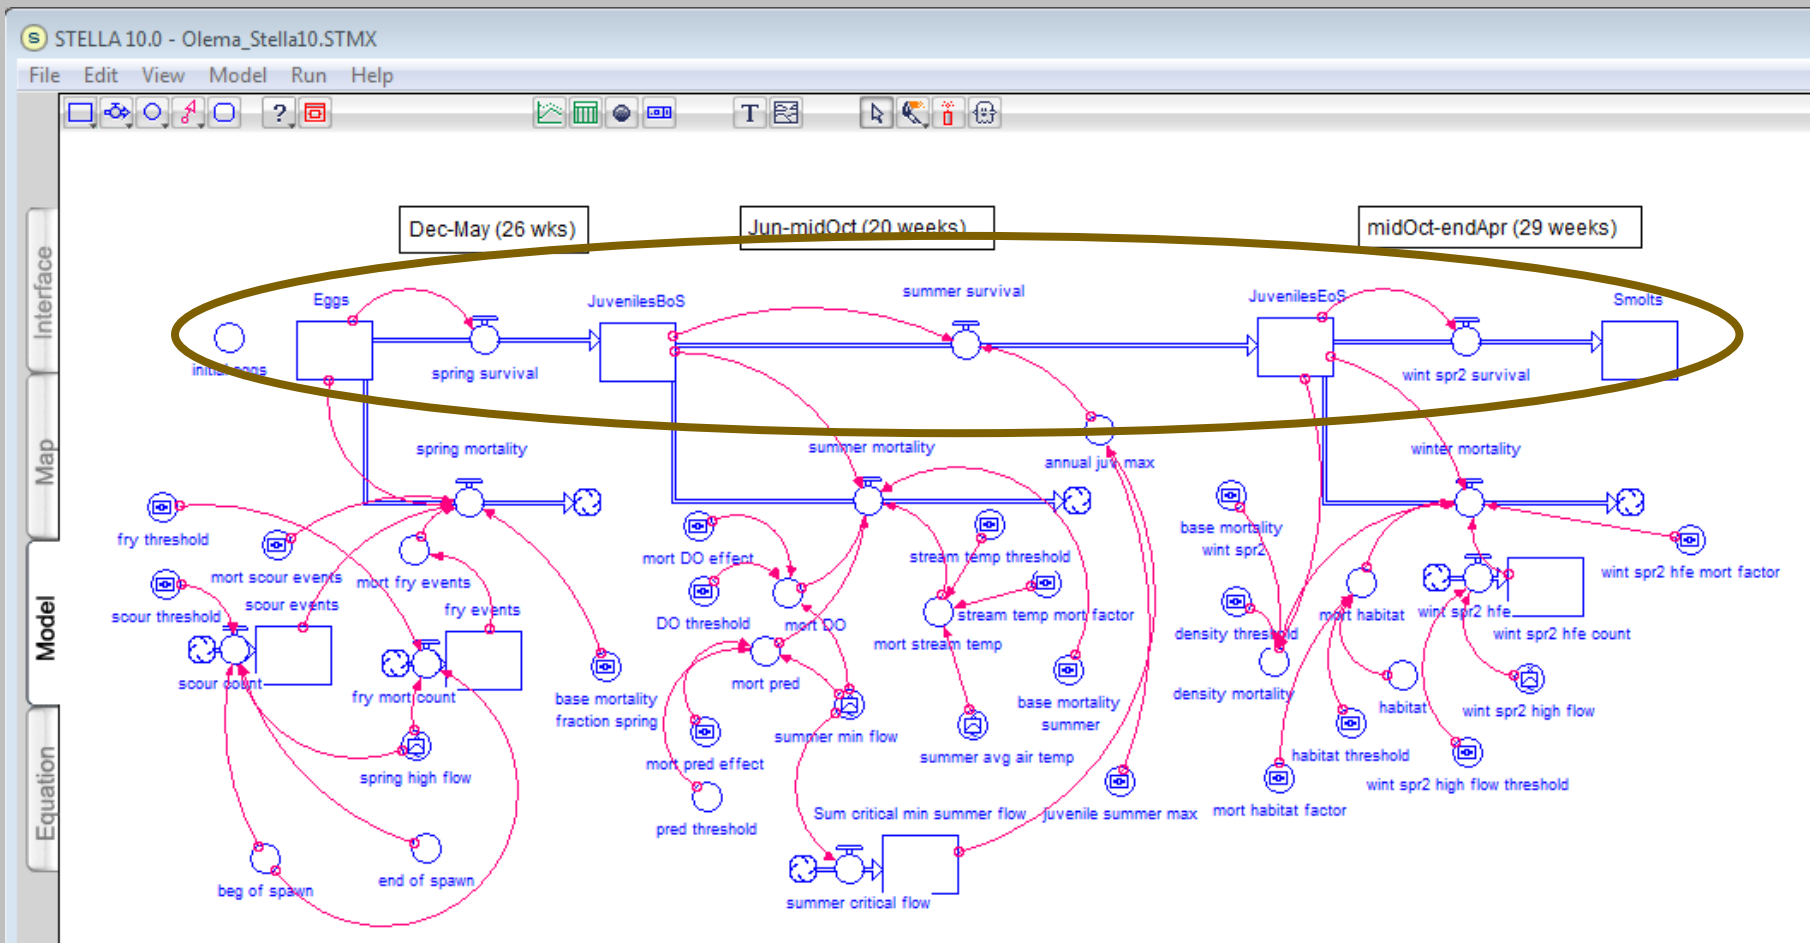 STELLA 10.0 - Olema_Stella10.STMX
File Edit View Model Run Help
? T
Interface
Map
Model
Equation
Dec-May (26 wks)
Jun-midOct (20 weeks)
midOct-endApr (29 weeks)
Eggs
JuvenilesBoS
summer survival
JuvenilesEoS
Smolts
initial eggs
spring survival
wint spr2 survival
spring mortality
summer mortality
annual juv max
winter mortality
fry threshold
mort scour events
mort fry events
scour threshold
scour events
fry events
scour count
fry mort count
base mortality
fraction spring
spring high flow
beg of spawn
end of spawn
mort DO effect
DO threshold
mort DO
stream temp threshold
stream temp mort factor
mort stream temp
mort pred
base mortality
summer
summer min flow
summer avg air temp
mort pred effect
pred threshold
Sum critical min summer flow
juvenile summer max
summer critical flow
base mortality
wint spr2
density threshold
density mortality
mort habitat
wint spr2 hfe
wint spr2 hfe mort factor
wint spr2 hfe count
habitat
wint spr2 high flow
habitat threshold
wint spr2 high flow threshold
mort habitat factor